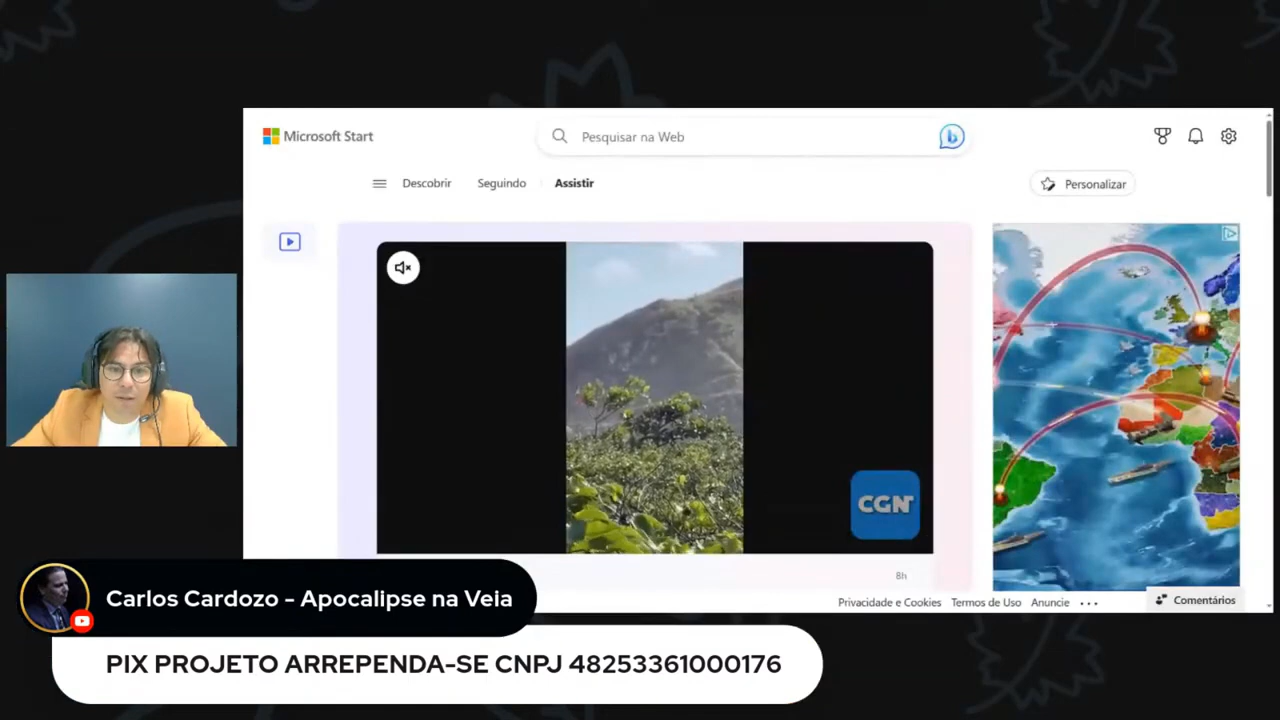 Microsoft Start
Pesquisar na Web
Descobrir
Seguindo
Assistir
Personalizar
CGN
8h
Privacidade e Cookies
Termos de Uso
Anuncie
Comentários
Carlos Cardozo - Apocalipse na Veia
PIX PROJETO ARREPENDA-SE CNPJ 48253361000176